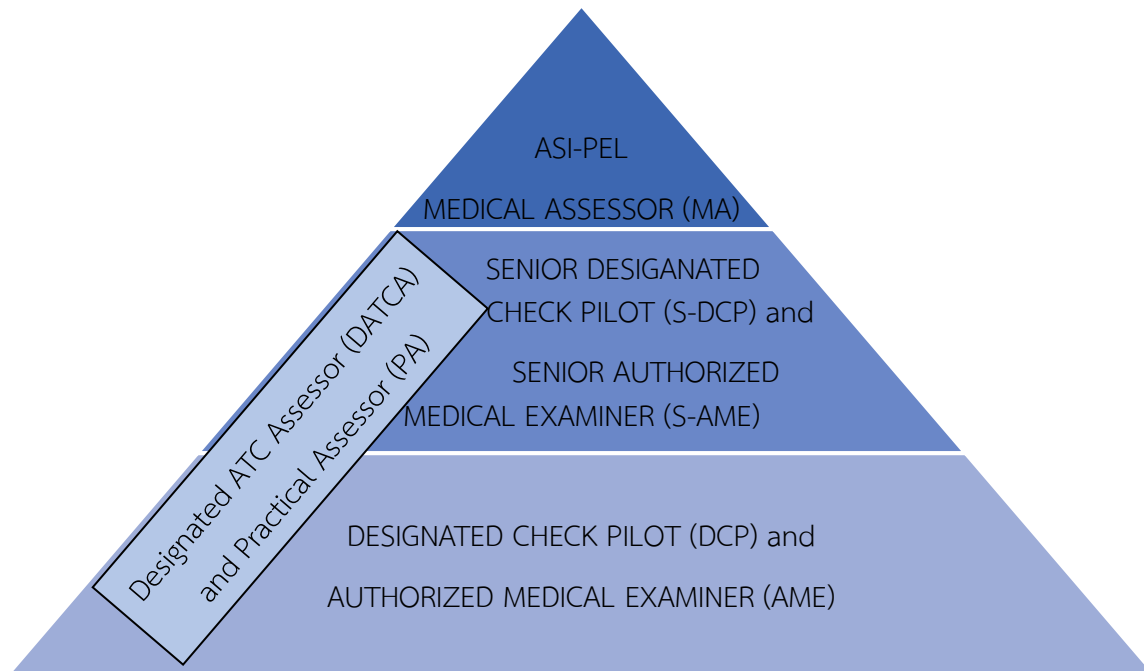 ASI-PEL
MEDICAL ASSESSOR (MA)
SENIOR DESIGANATED
CHECK PILOT (S-DCP) and
SENIOR AUTHORIZED
MEDICAL EXAMINER (S-AME)
Designated ATC Assessor (DATCA)
and Practical Assessor (PA)
DESIGNATED CHECK PILOT (DCP) and
AUTHORIZED MEDICAL EXAMINER (AME)